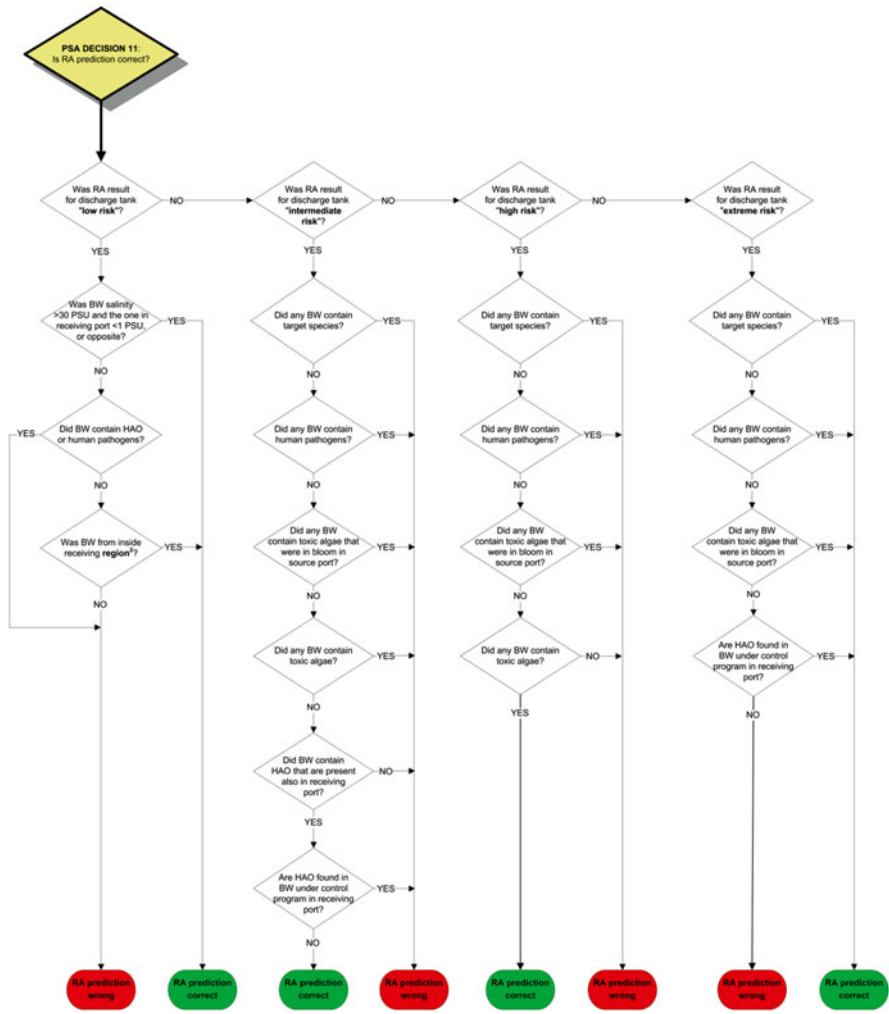 PSA DECISION 11:
Is RA prediction correct?
Was RA result
for discharge tank
"low risk"?
NO
Was RA result
for discharge tank
"intermediate
risk"?
NO
Was RA result
for discharge tank
"high risk"?
NO
Was RA result
for discharge tank
"extreme risk"?
YES
YES
YES
YES
Was BW salinity
>30 PSU and the one in
receiving port <1 PSU,
or opposite?
YES
Did any BW contain
target species?
YES
Did any BW contain
target species?
YES
Did any BW contain
target species?
YES
NO
NO
NO
NO
YES
Did BW contain HAO
or human pathogens?
Did any BW contain
human pathogens?
YES
Did any BW contain
human pathogens?
YES
Did any BW contain
human pathogens?
YES
NO
NO
NO
NO
Was BW from inside
receiving region²?
YES
Did any BW
contain toxic algae that
were in bloom in
source port?
YES
Did any BW
contain toxic algae that
were in bloom in
source port?
YES
Did any BW
contain toxic algae that
were in bloom in
source port?
YES
NO
NO
NO
NO
Did any BW contain
toxic algae?
YES
Did any BW contain
toxic algae?
NO
Are HAO found in
BW under control
program in receiving
port?
YES
NO
YES
NO
Did BW contain
HAO that are present
also in receiving
port?
NO
YES
Are HAO found in
BW under control
program in receiving
port?
YES
NO
RA prediction
wrong
RA prediction
correct
RA prediction
correct
RA prediction
wrong
RA prediction
correct
RA prediction
wrong
RA prediction
wrong
RA prediction
correct